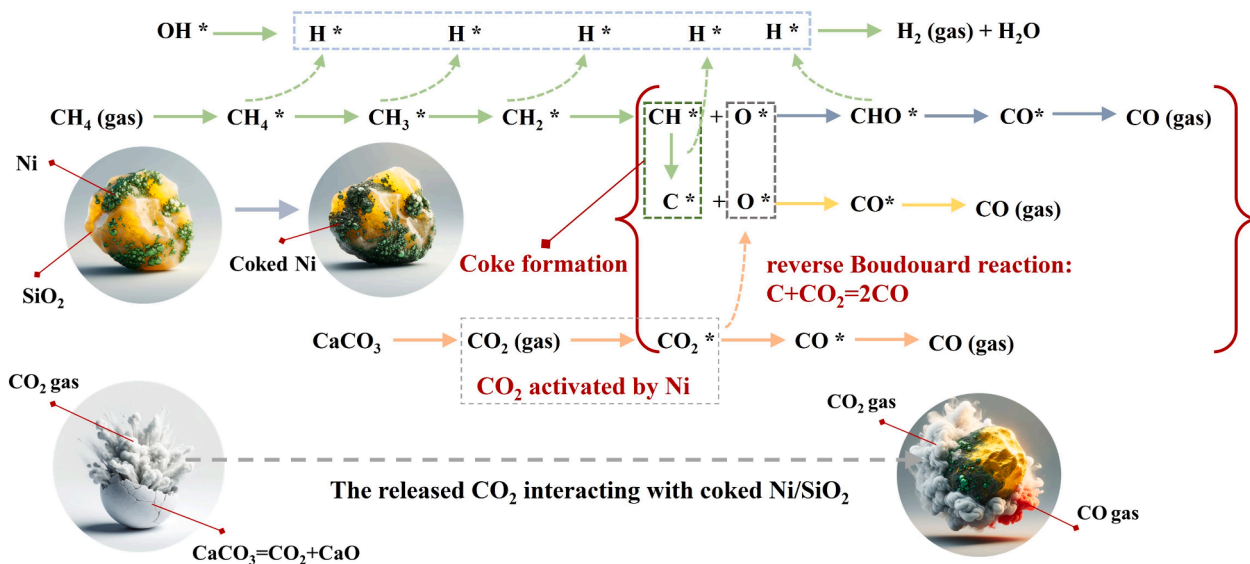 OH * H * H * H * H * H * H₂ (gas) + H₂O
CH₄ (gas) CH₄ * CH₃ * CH₂ * CH * + O * CHO * CO* CO (gas)
Ni
C * + O * CO* CO (gas)
Coked Ni
SiO₂
Coke formation
reverse Boudouard reaction:
C+CO₂=2CO
CaCO₃ CO₂ (gas) CO₂ * CO * CO (gas)
CO₂ activated by Ni
CO₂ gas
CO₂ gas
The released CO₂ interacting with coked Ni/SiO₂
CO gas
CaCO₃=CO₂+CaO